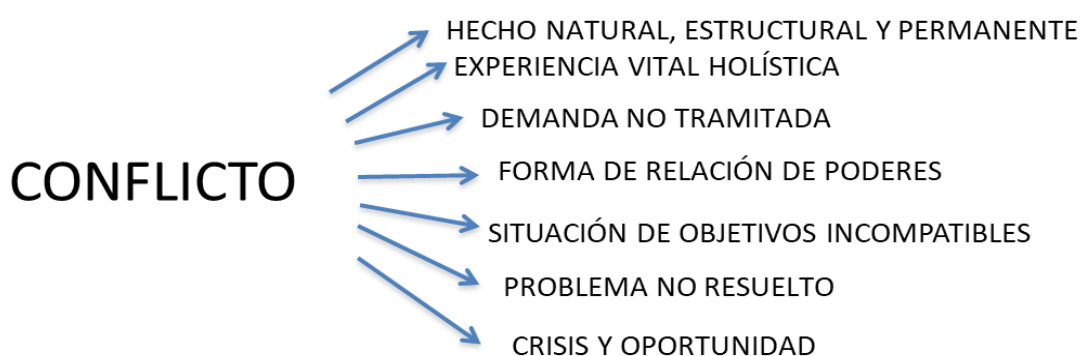 HECHO NATURAL, ESTRUCTURAL Y PERMANENTE
EXPERIENCIA VITAL HOLÍSTICA
DEMANDA NO TRAMITADA
CONFLICTO
FORMA DE RELACIÓN DE PODERES
SITUACIÓN DE OBJETIVOS INCOMPATIBLES
PROBLEMA NO RESUELTO
CRISIS Y OPORTUNIDAD